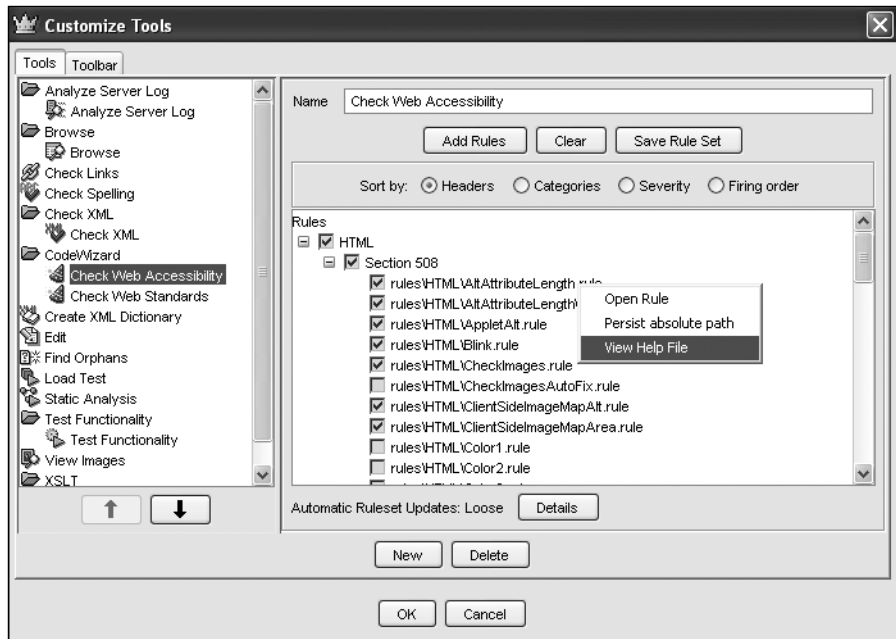 Customize Tools
Tools
Toolbar
Analyze Server Log
Analyze Server Log
Browse
Browse
Check Links
Check Spelling
Check XML
Check XML
CodeWizard
Check Web Accessibility
Check Web Standards
Create XML Dictionary
Edit
Find Orphans
Load Test
Static Analysis
Test Functionality
Test Functionality
View Images
XSLT
Name
Check Web Accessibility
Add Rules
Clear
Save Rule Set
Sort by: Headers Categories Severity Firing order
Rules
HTML
Section 508
rules\HTML\AltAttributeLength.rule
rules\HTML\AltAttributeLength
rules\HTML\AppletAlt.rule
rules\HTML\Blink.rule
rules\HTML\CheckImages.rule
rules\HTML\CheckImagesAutoFix.rule
rules\HTML\ClientSideImageMapAlt.rule
rules\HTML\ClientSideImageMapArea.rule
rules\HTML\Color1.rule
rules\HTML\Color2.rule
Open Rule
Persist absolute path
View Help File
Automatic Ruleset Updates: Loose
Details
New
Delete
OK
Cancel